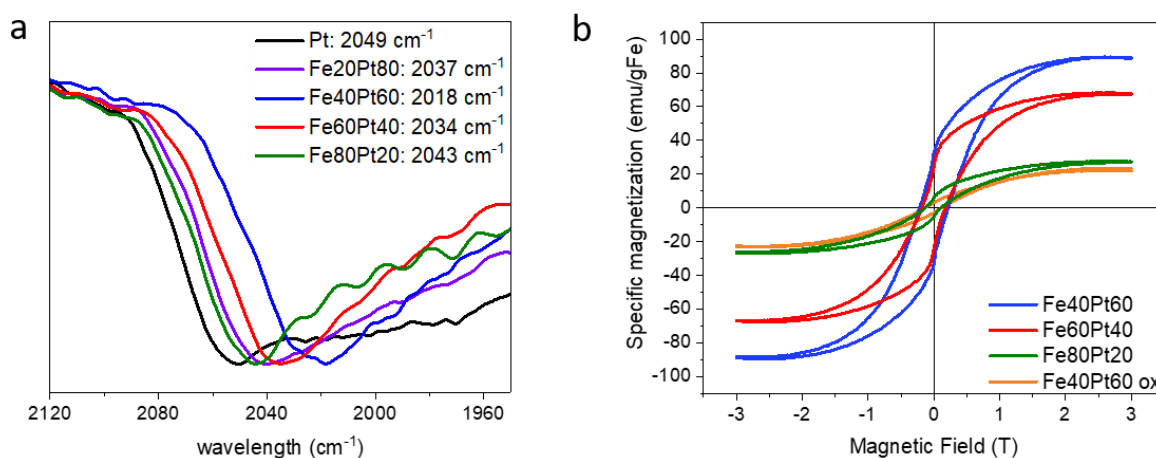 a
Pt: 2049 cm⁻¹
Fe20Pt80: 2037 cm⁻¹
Fe40Pt60: 2018 cm⁻¹
Fe60Pt40: 2034 cm⁻¹
Fe80Pt20: 2043 cm⁻¹
2120 2080 2040 2000 1960
wavelength (cm⁻¹)
b
Specific magnetization (emu/gFe)
100
80
60
40
20
0
-20
-40
-60
-80
-100
Fe40Pt60
Fe60Pt40
Fe80Pt20
Fe40Pt60 ox
-3 -2 -1 0 1 2 3
Magnetic Field (T)